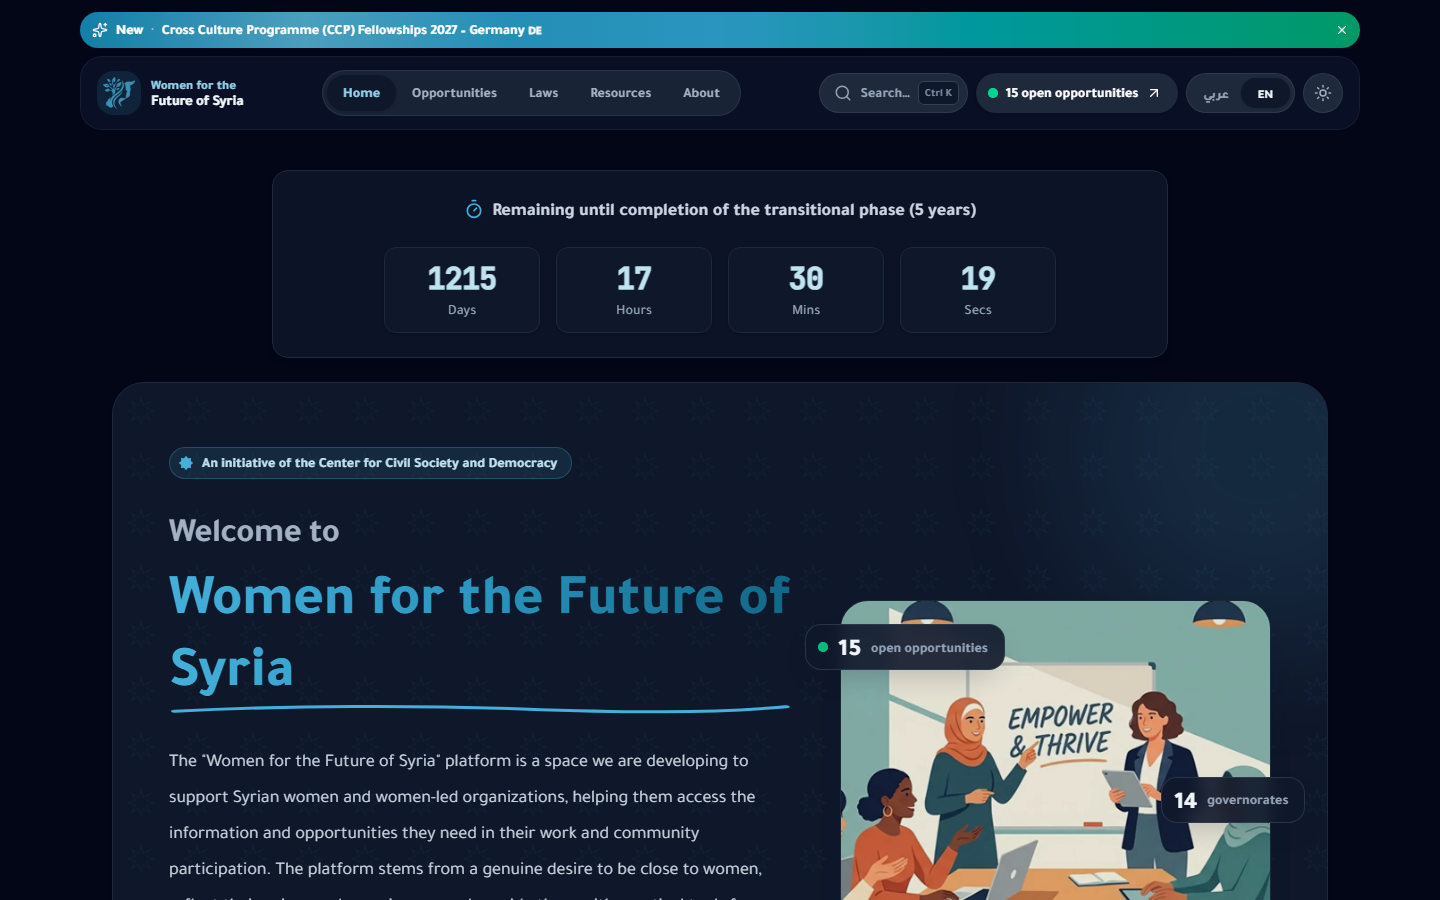 New · Cross Culture Programme (CCP) Fellowships 2027 - Germany DE
Women for the
Future of Syria
Home
Opportunities
Laws
Resources
About
Search...
Ctrl K
15 open opportunities
عربي
EN
Remaining until completion of the transitional phase (5 years)
1215
Days
17
Hours
30
Mins
19
Secs
An initiative of the Center for Civil Society and Democracy
Welcome to
Women for the Future of
Syria
15 open opportunities
EMPOWER
& THRIVE
14 governorates
The "Women for the Future of Syria" platform is a space we are developing to
support Syrian women and women-led organizations, helping them access the
information and opportunities they need in their work and community
participation. The platform stems from a genuine desire to be close to women,